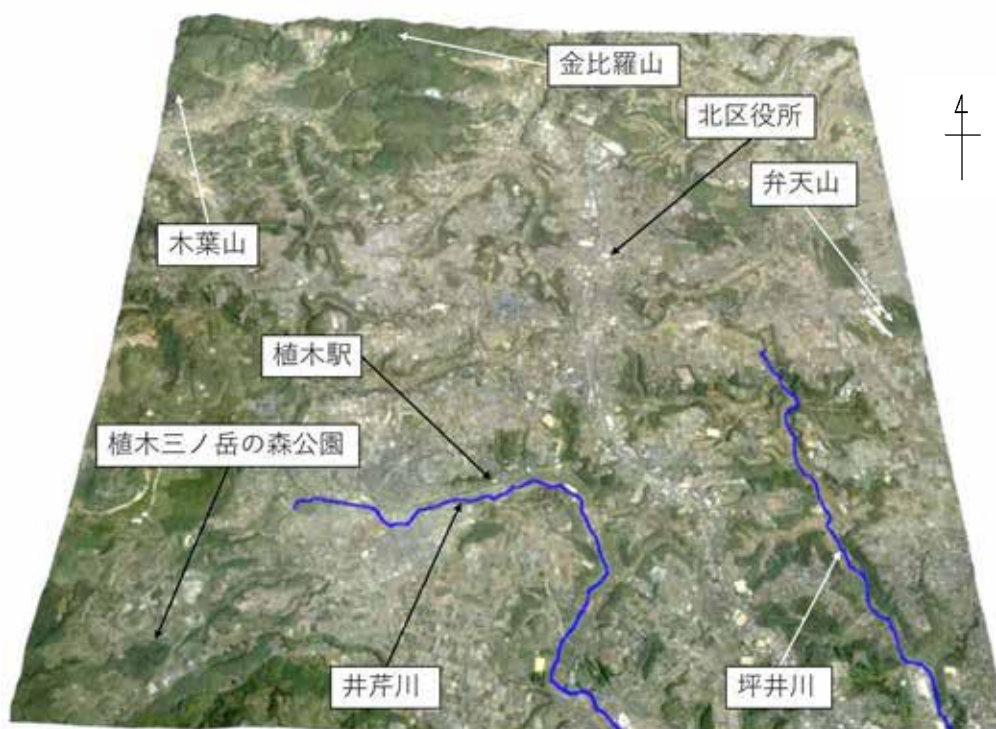 金比羅山
北区役所
弁天山
木葉山
植木駅
植木三ノ岳の森公園
井芹川
坪井川